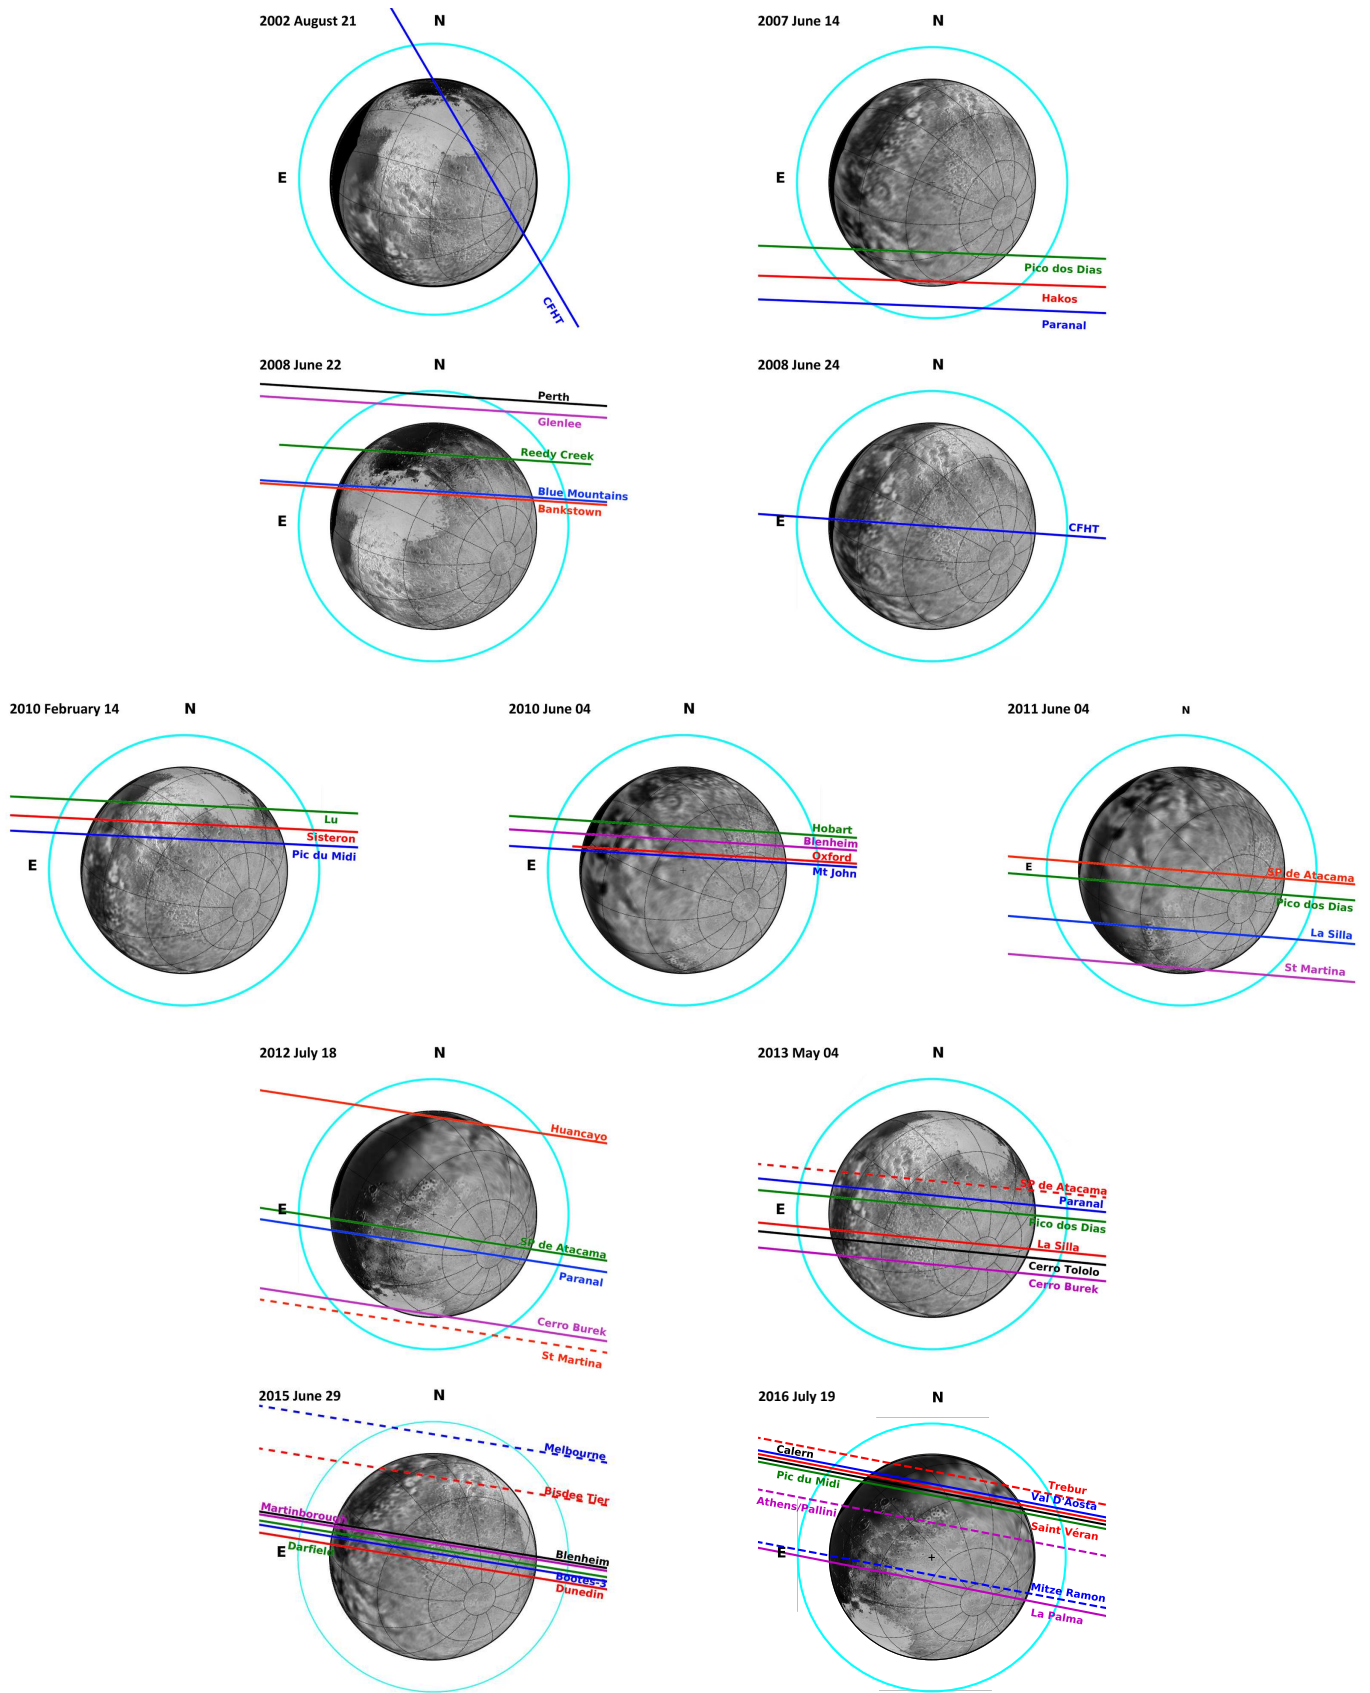 2002 August 21
N
E
CFHT
2007 June 14
N
E
Pico dos Dias
Hakos
Paranal
2008 June 22
N
Perth
Glenlee
Reedy Creek
Blue Mountains
Bankstown
E
2008 June 24
N
E
CFHT
2010 February 14
N
Lu
Sisteron
Pic du Midi
E
2010 June 04
N
Hobart
Blenheim
Oxford
Mt John
E
2011 June 04
N
E
SP de Atacama
Pico dos Dias
La Silla
St Martina
2012 July 18
N
Huancayo
E
SP de Atacama
Paranal
Cerro Burek
St Martina
2013 May 04
N
SP de Atacama
Paranal
E
Pico dos Dias
La Silla
Cerro Tololo
Cerro Burek
2015 June 29
N
Melbourne
Bisdee Tier
Martinborough
Darfield
E
Blenheim
Bootes-3
Dunedin
2016 July 19
N
Calern
Pic du Midi
Trebur
Val D'Aosta
Athens/Pallini
Saint Véran
E
Mitze Ramon
La Palma